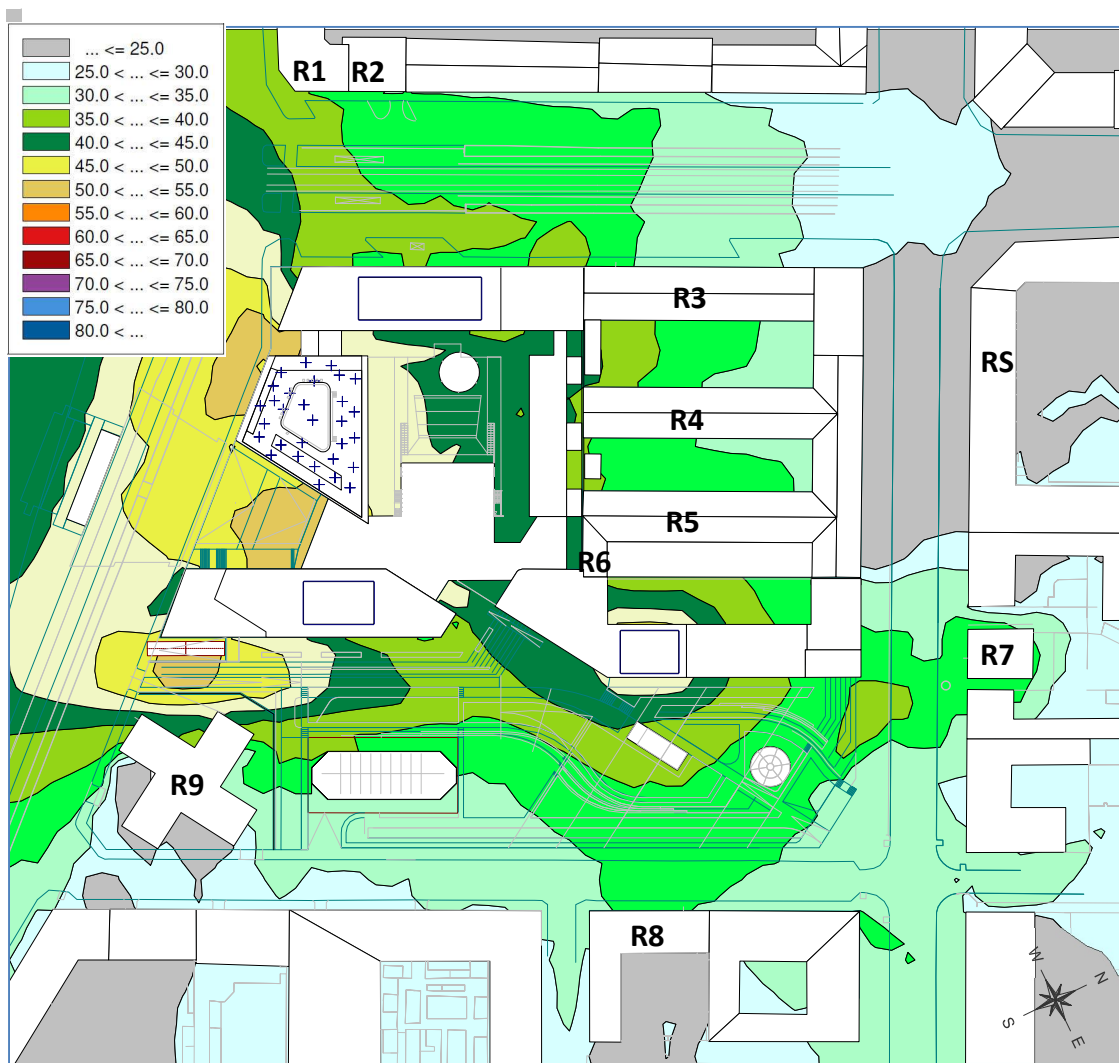 ... <= 25.0
25.0 < ... <= 30.0
30.0 < ... <= 35.0
35.0 < ... <= 40.0
40.0 < ... <= 45.0
45.0 < ... <= 50.0
50.0 < ... <= 55.0
55.0 < ... <= 60.0
60.0 < ... <= 65.0
65.0 < ... <= 70.0
70.0 < ... <= 75.0
75.0 < ... <= 80.0
80.0 < ...
R1 R2
R3
RS
R4
R5
R6
R7
R9
R8
W
N
S
E